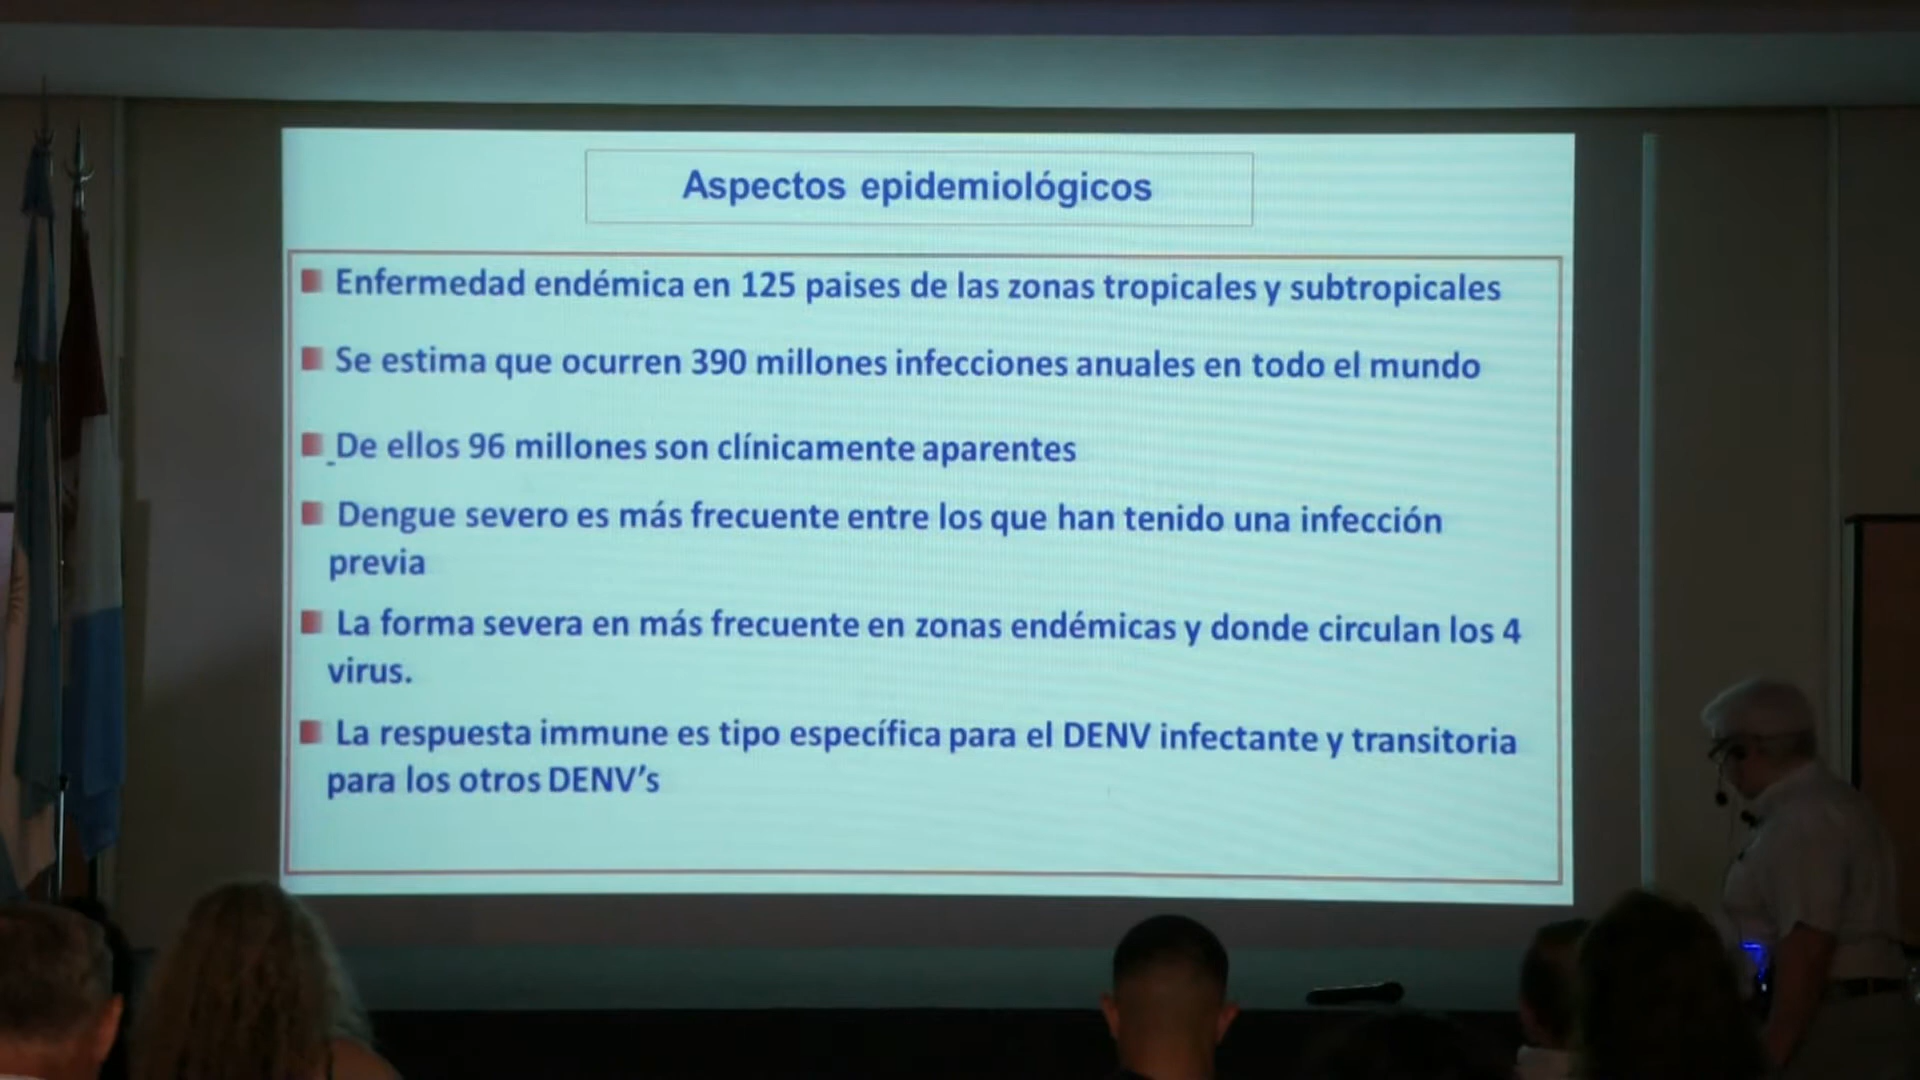 Aspectos epidemiológicos
Enfermedad endémica en 125 paises de las zonas tropicales y subtropicales
Se estima que ocurren 390 millones infecciones anuales en todo el mundo
De ellos 96 millones son clínicamente aparentes
Dengue severo es más frecuente entre los que han tenido una infección
previa
La forma severa en más frecuente en zonas endémicas y donde circulan los 4
virus.
La respuesta immune es tipo específica para el DENV infectante y transitoria
para los otros DENV’s